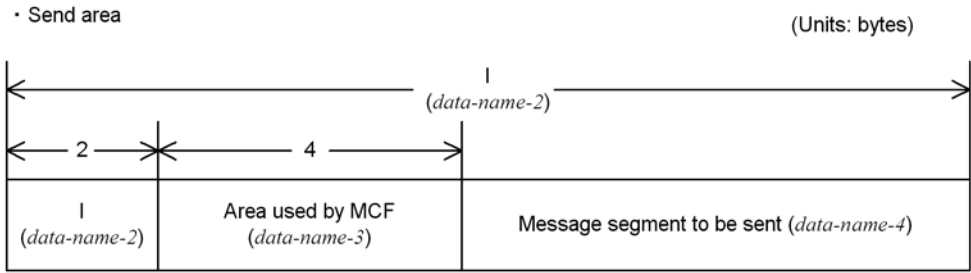 ・Send area
(Units: bytes)
l
(data-name-2)
2
4
l
(data-name-2)
Area used by MCF
(data-name-3)
Message segment to be sent (data-name-4)